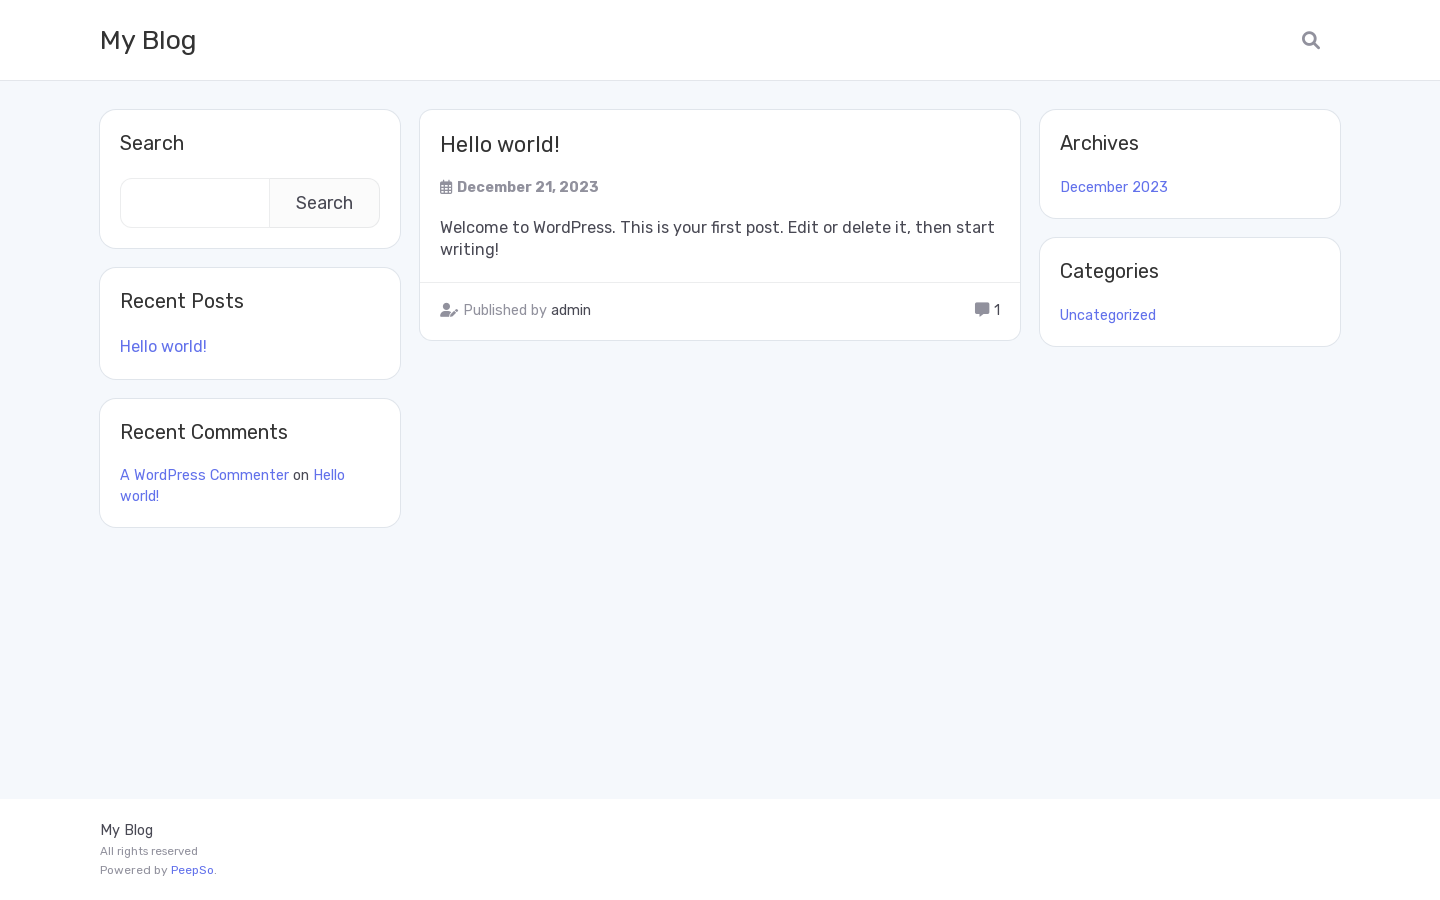 My Blog
Search
Search
Recent Posts
Hello world!
Recent Comments
A WordPress Commenter on Hello
world!
Hello world!
December 21, 2023
Welcome to WordPress. This is your first post. Edit or delete it, then start
writing!
Published by admin
1
Archives
December 2023
Categories
Uncategorized
My Blog
All rights reserved
Powered by PeepSo.